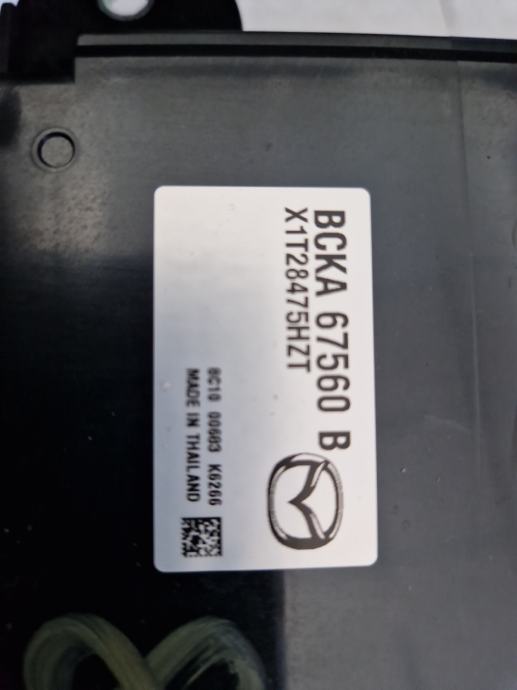 BCKA 67560 B
X1T28475HZT
8C10 00603 K6266
MADE IN THAILAND